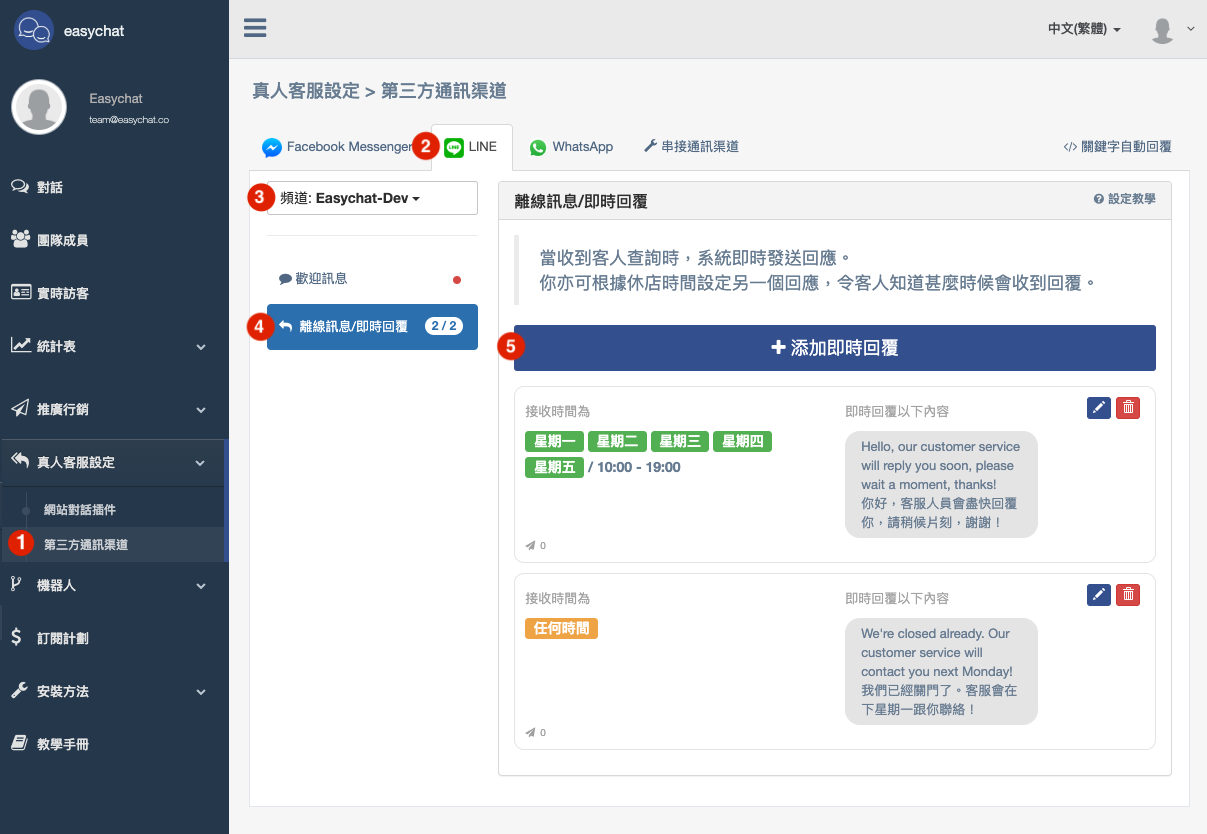 easychat
中文(繁體)
Easychat
team@easychat.co
對話
團隊成員
實時訪客
統計表
推廣行銷
真人客服設定
網站對話插件
1 第三方通訊渠道
機器人
訂閱計劃
安裝方法
教學手冊
真人客服設定 > 第三方通訊渠道
Facebook Messenger
2 LINE
WhatsApp
串接通訊渠道
</> 關鍵字自動回覆
3 頻道: Easychat-Dev
歡迎訊息
4 離線訊息/即時回覆 2 / 2
離線訊息/即時回覆
設定教學
當收到客人查詢時，系統即時發送回應。
你亦可根據休店時間設定另一個回應，令客人知道甚麼時候會收到回覆。
5 添加即時回覆
接收時間為
星期一 星期二 星期三 星期四
星期五 / 10:00 - 19:00
0
即時回覆以下內容
Hello, our customer service
will reply you soon, please
wait a moment, thanks!
你好，客服人員會盡快回覆
你，請稍候片刻，謝謝！
接收時間為
任何時間
0
即時回覆以下內容
We're closed already. Our
customer service will
contact you next Monday!
我們已經關門了。客服會在
下星期一跟你聯絡！